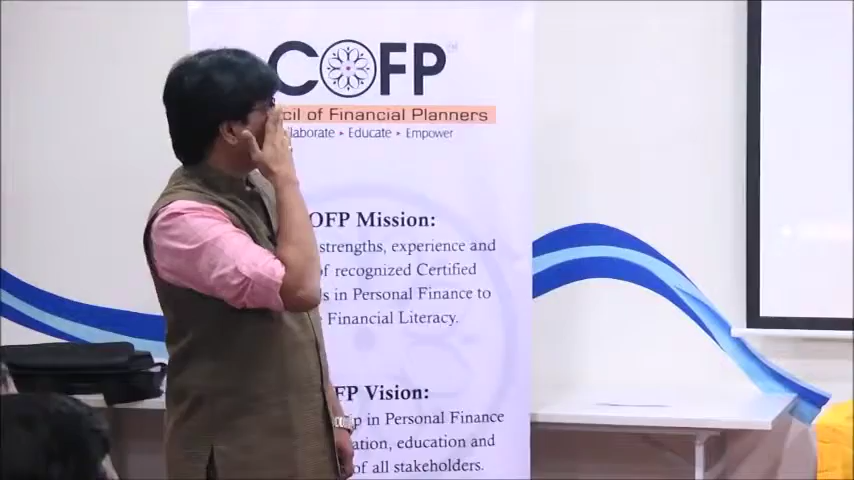 COFP
cil of Financial Planners
laborate ▸ Educate ▸ Empower
OFP Mission:
strengths, experience and
of recognized Certified
s in Personal Finance to
Financial Literacy.
FP Vision:
p in Personal Finance
ation, education and
of all stakeholders.